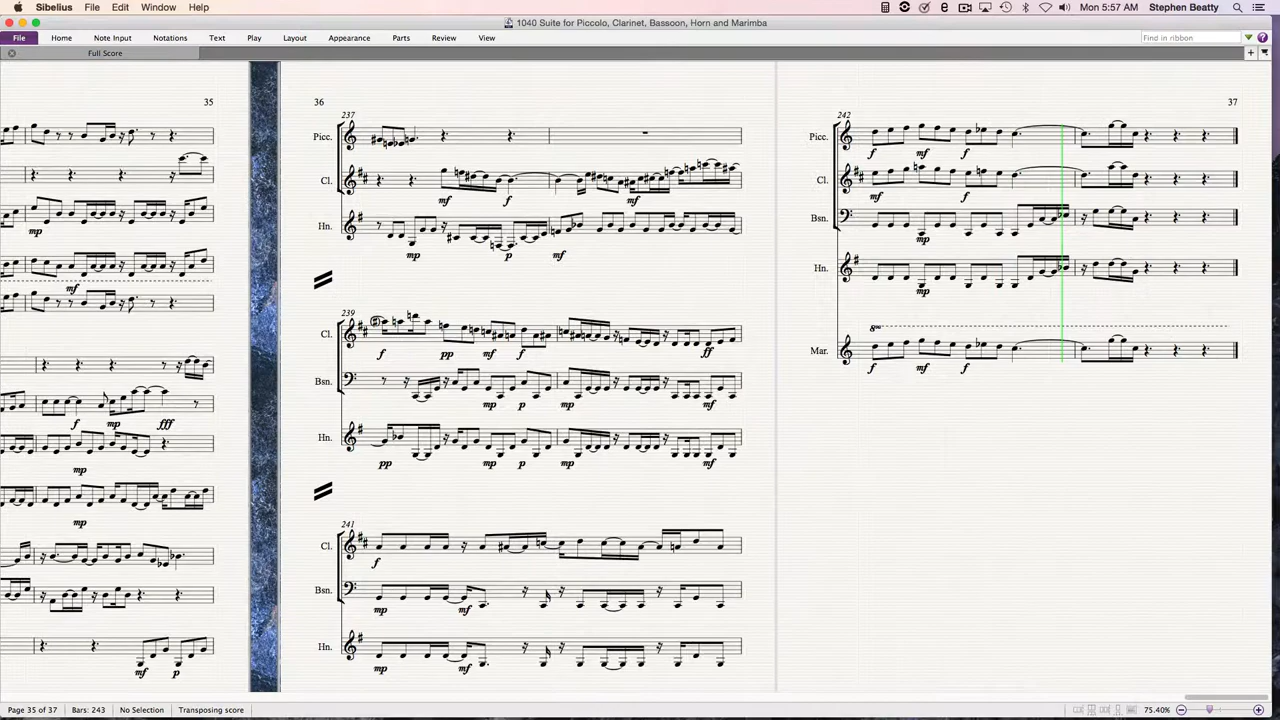 Sibelius File Edit Window Help
Mon 5:57 AM Stephen Beatty
1040 Suite for Piccolo, Clarinet, Bassoon, Horn and Marimba
File Home Note Input Notations Text Play Layout Appearance Parts Review View Find in ribbon
Full Score
35
mp
mf
f mp fff
mp
mp
mf p
36
237
Picc.
Cl.
mf f mf
Hn.
mp p mf
239
Cl.
f pp mf f ff
Bsn.
mp p mp mf
Hn.
pp mp p mp mf
241
Cl.
f
Bsn.
mp mf
Hn.
mp mf
37
242
Picc.
f mf f
Cl.
mf f
Bsn.
mp
Hn.
mp
Mar.
f mf f
Page 35 of 37 Bars: 243 No Selection Transposing score 75.40%